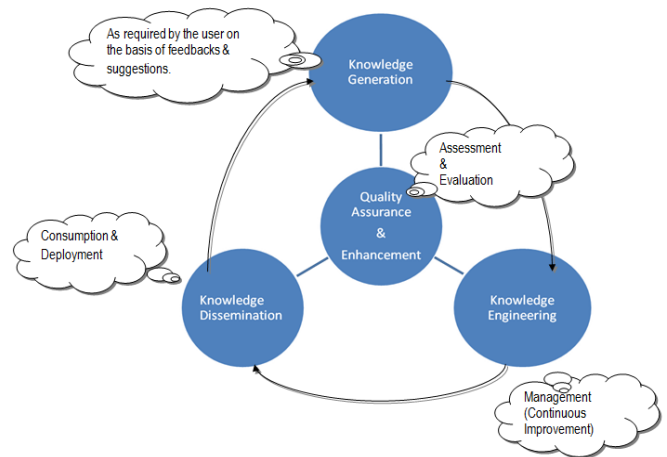 As required by the user on
the basis of feedbacks &
suggestions.
Knowledge
Generation
Assessment
&
Evaluation
Quality
Assurance
&
Enhancement
Consumption &
Deployment
Knowledge
Dissemination
Knowledge
Engineering
Management
(Continuous
Improvement)